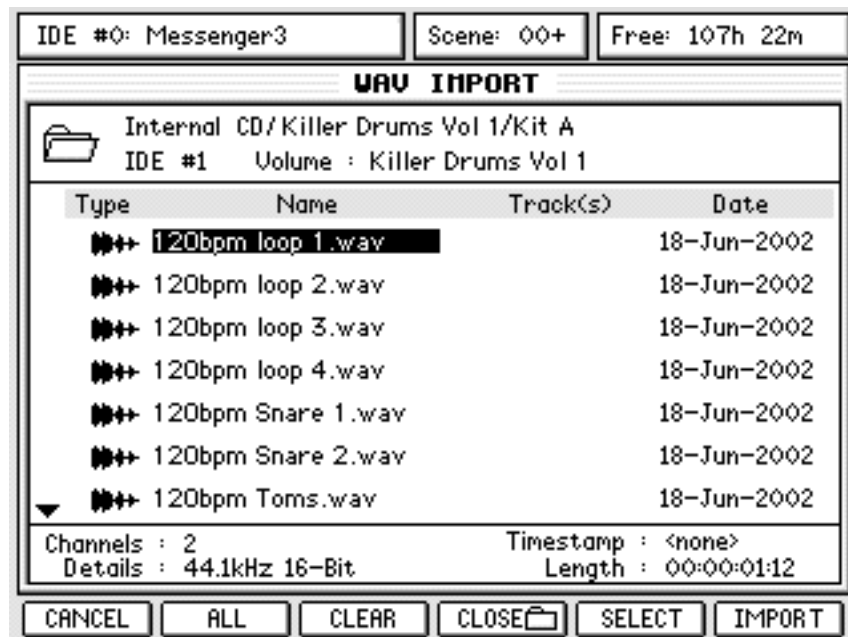 IDE #0: Messenger3 Scene: 00+ Free: 107h 22m
WAV IMPORT
Internal CD/Killer Drums Vol 1/Kit A
IDE #1 Volume : Killer Drums Vol 1
Type Name Track(s) Date
120bpm loop 1.wav 18-Jun-2002
120bpm loop 2.wav 18-Jun-2002
120bpm loop 3.wav 18-Jun-2002
120bpm loop 4.wav 18-Jun-2002
120bpm Snare 1.wav 18-Jun-2002
120bpm Snare 2.wav 18-Jun-2002
120bpm Toms.wav 18-Jun-2002
Channels : 2 Timestamp : <none>
Details : 44.1kHz 16-Bit Length : 00:00:01:12
CANCEL ALL CLEAR CLOSE SELECT IMPORT